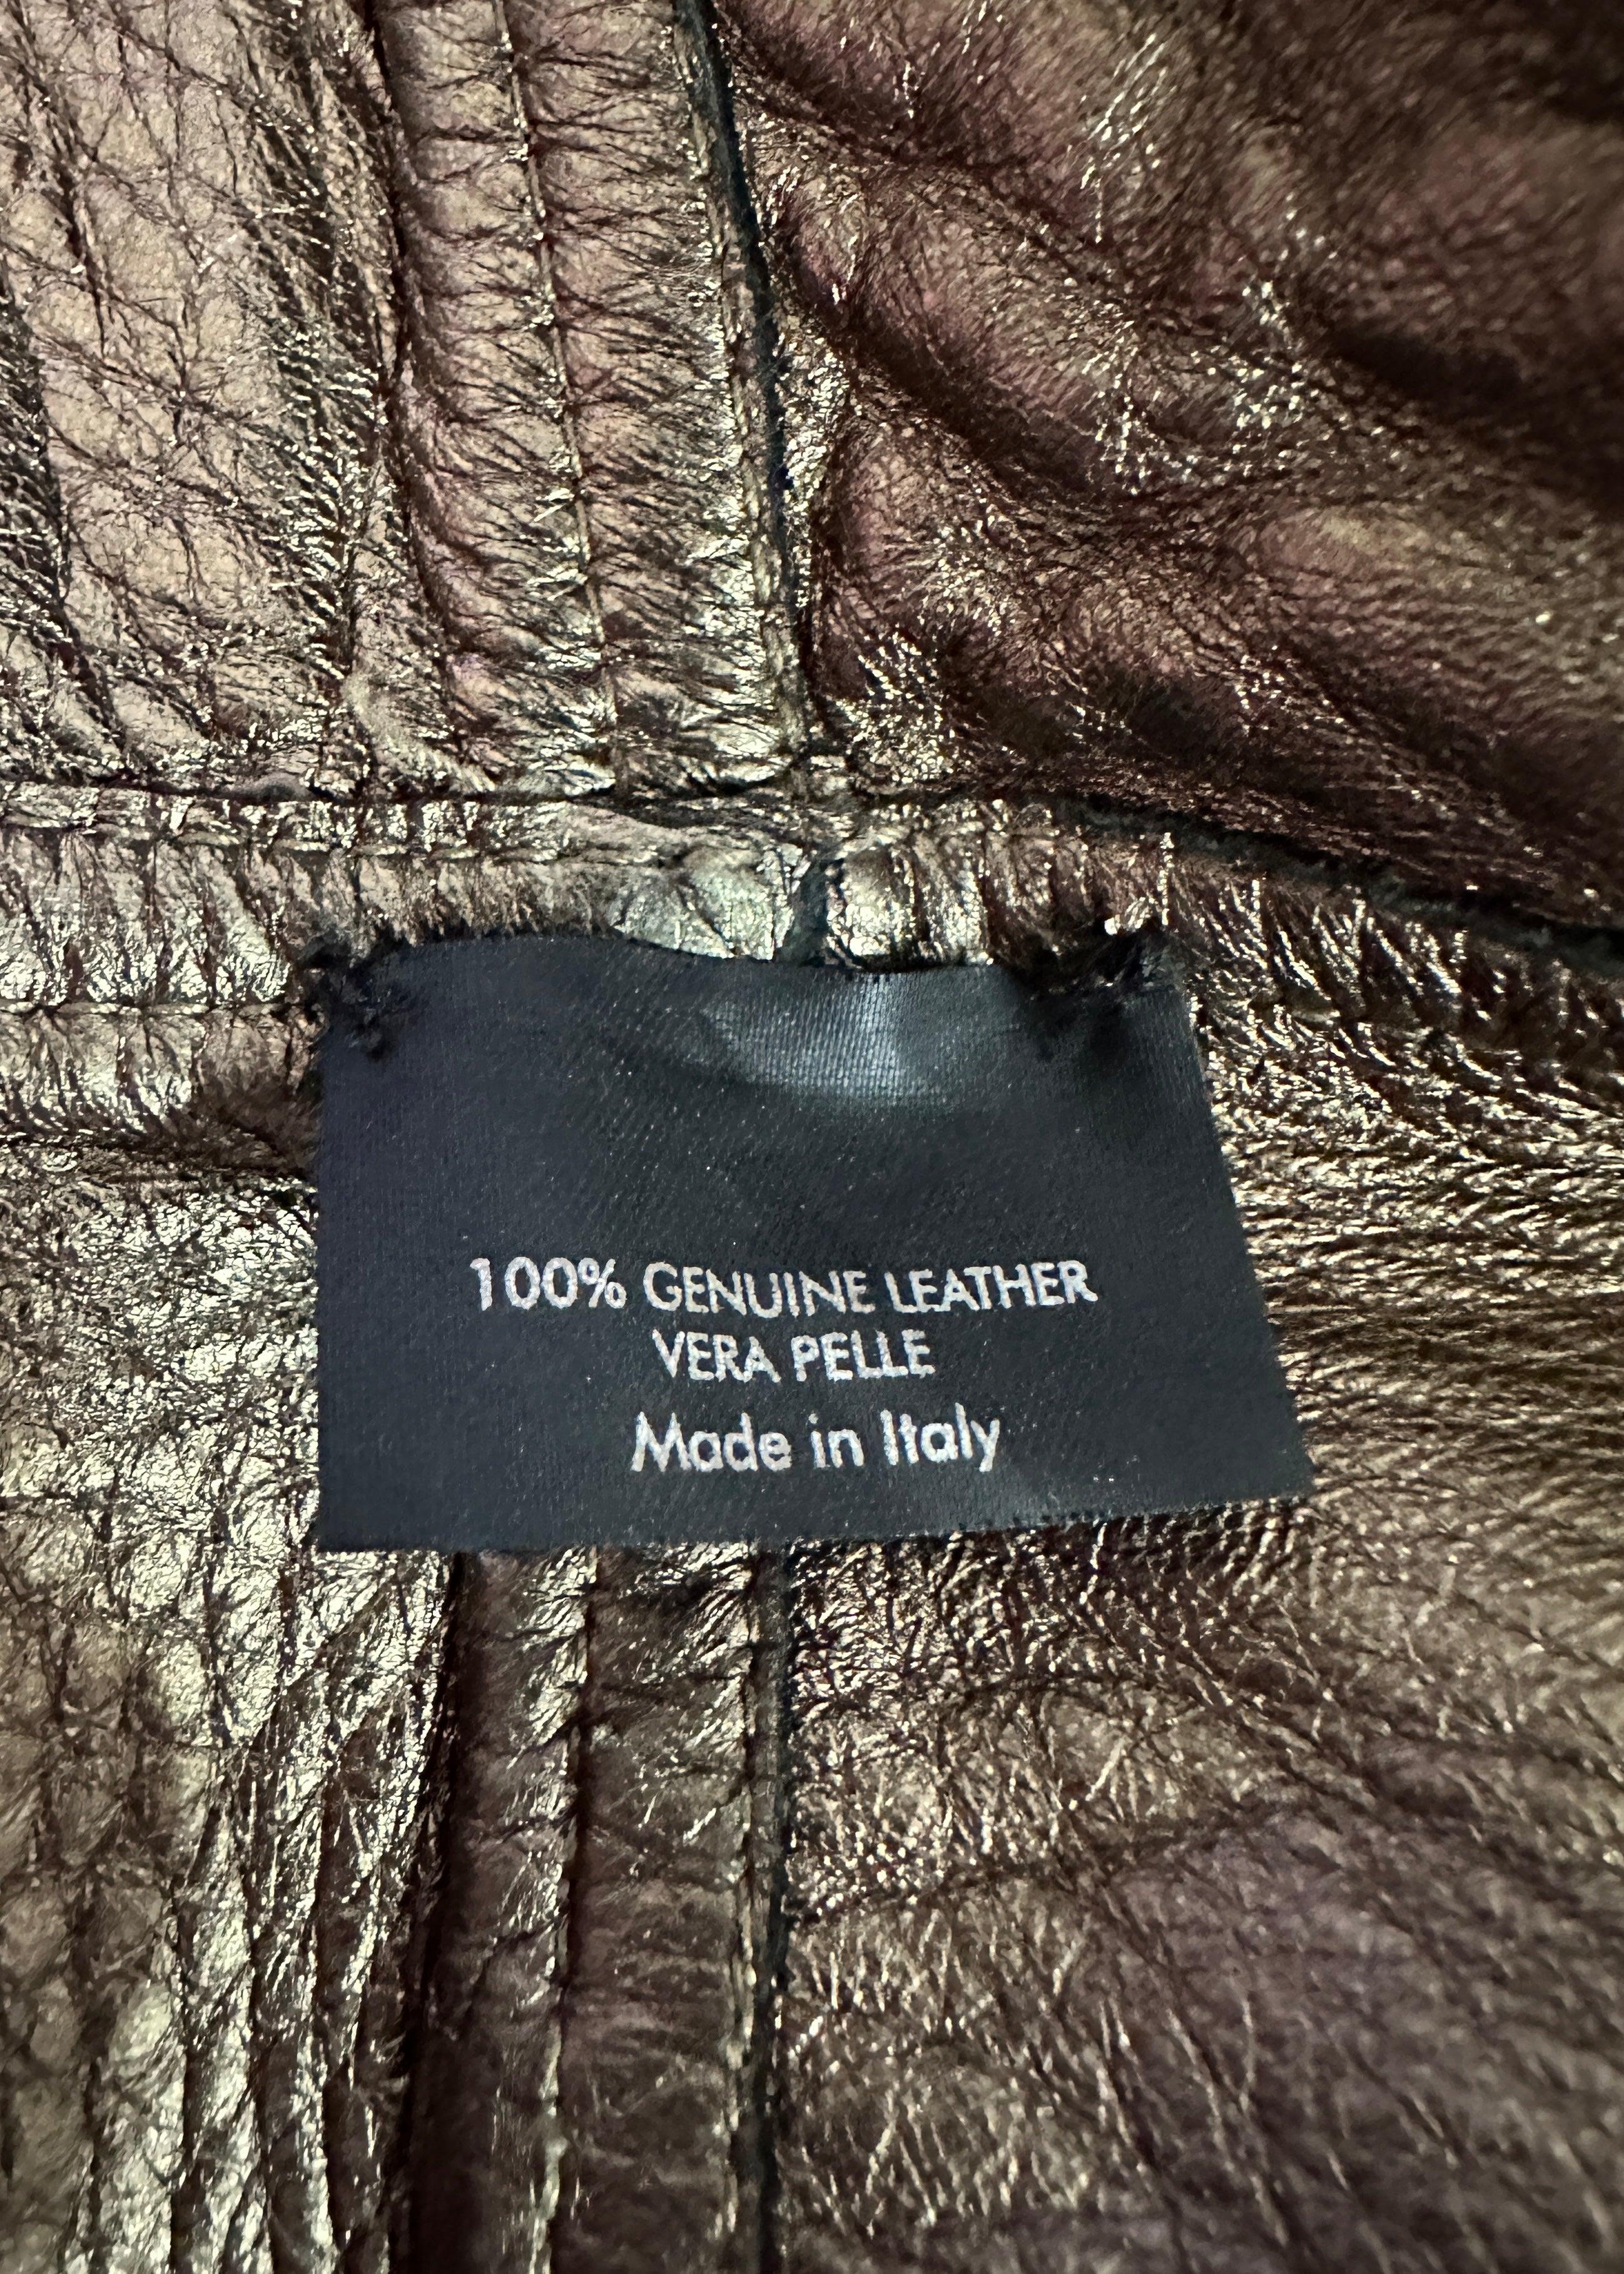 100% GENUINE LEATHER
VERA PELLE
Made in Italy